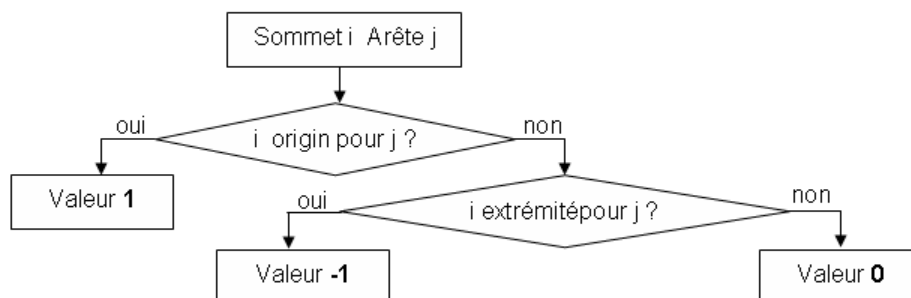 Sommet i Arête j
oui
i origin pour j ?
non
Valeur 1
oui
i extrémitépour j ?
non
Valeur -1
Valeur 0